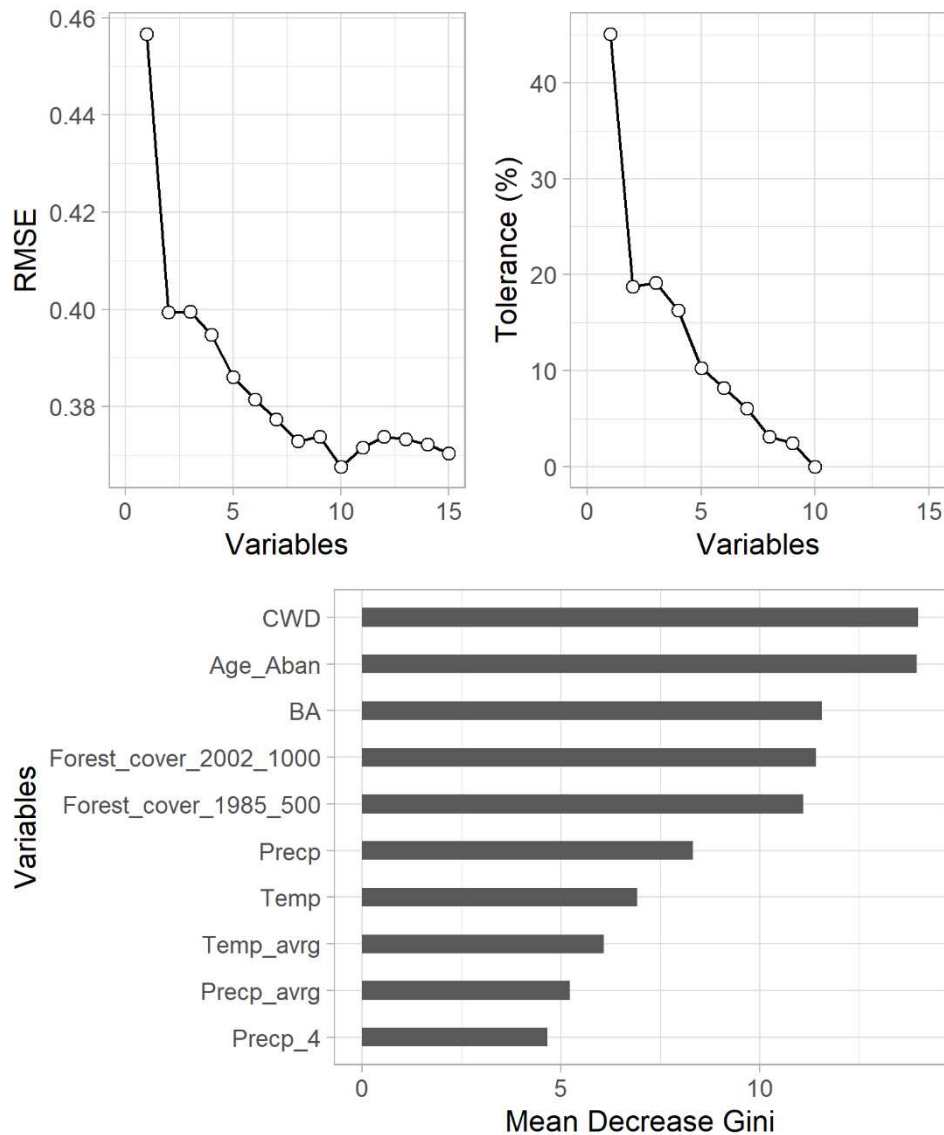 0.46
0.44
0.42
0.40
0.38
RMSE
0 5 10 15
Variables
40
30
20
10
0
Tolerance (%)
0 5 10 15
Variables
CWD
Age_Aban
BA
Forest_cover_2002_1000
Forest_cover_1985_500
Precp
Temp
Temp_avrg
Precp_avrg
Precp_4
Variables
0 5 10
Mean Decrease Gini